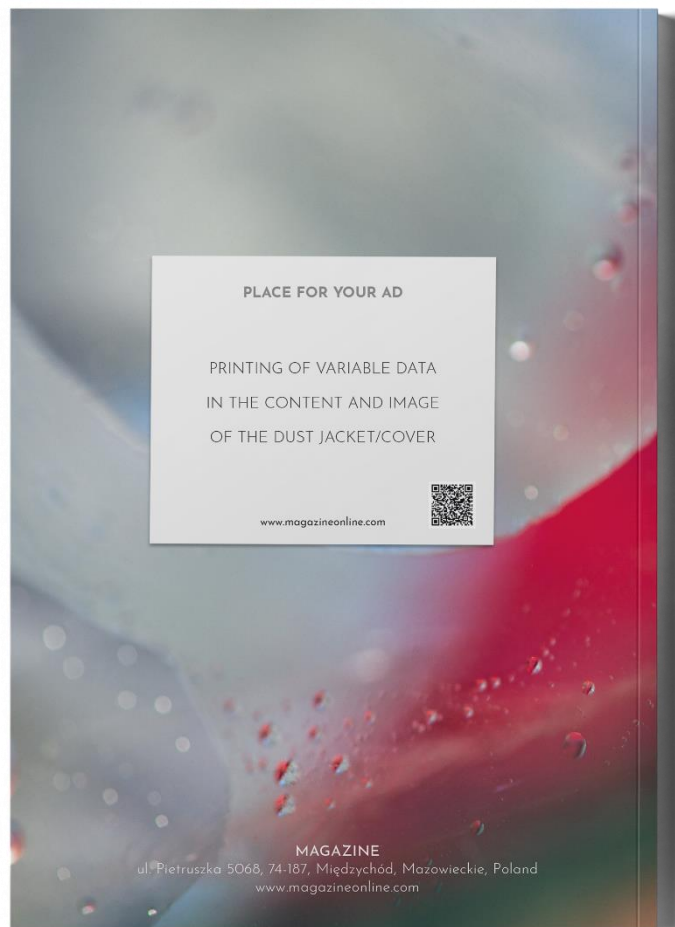 PLACE FOR YOUR AD
PRINTING OF VARIABLE DATA
IN THE CONTENT AND IMAGE
OF THE DUST JACKET/COVER
www.magazineonline.com
MAGAZINE
ul. Pietruszka 5068, 74-187, Międzychód, Mazowieckie, Poland
www.magazineonline.com